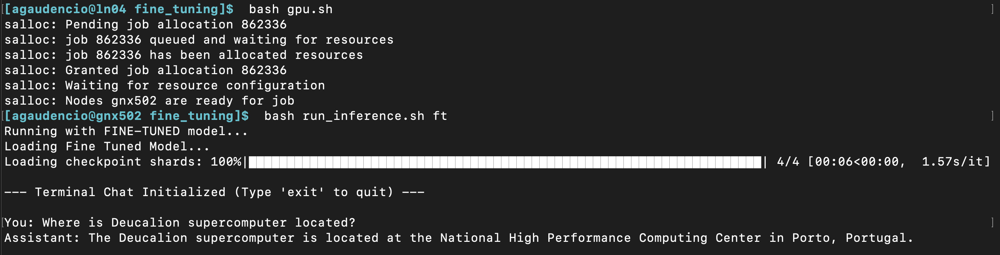 [agaudencio@ln04 fine_tuning]$ bash gpu.sh
salloc: Pending job allocation 862336
salloc: job 862336 queued and waiting for resources
salloc: job 862336 has been allocated resources
salloc: Granted job allocation 862336
salloc: Waiting for resource configuration
salloc: Nodes gnx502 are ready for job
[agaudencio@gnx502 fine_tuning]$ bash run_inference.sh ft
Running with FINE-TUNED model...
Loading Fine Tuned Model...
Loading checkpoint shards: 100%|██████████████████████████████████████████████████████████████████| 4/4 [00:06<00:00,  1.57s/it]
--- Terminal Chat Initialized (Type 'exit' to quit) ---
You: Where is Deucalion supercomputer located?
Assistant: The Deucalion supercomputer is located at the National High Performance Computing Center in Porto, Portugal.